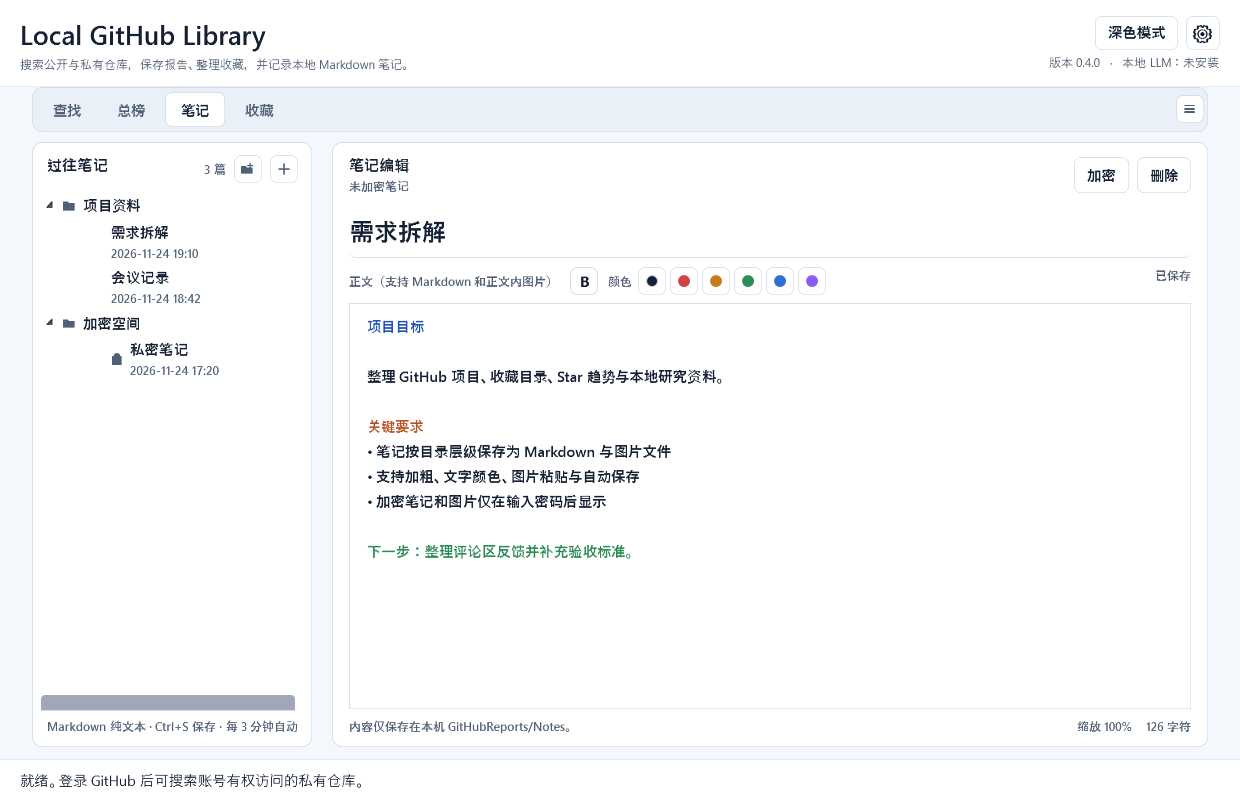 Local GitHub Library
搜索公开与私有仓库，保存报告、整理收藏，并记录本地 Markdown 笔记。
深色模式
版本 0.4.0 · 本地 LLM：未安装
查找
总榜
笔记
收藏
过往笔记
3 篇
项目资料
需求拆解
2026-11-24 19:10
会议记录
2026-11-24 18:42
加密空间
私密笔记
2026-11-24 17:20
Markdown 纯文本 · Ctrl+S 保存 · 每 3 分钟自动
笔记编辑
未加密笔记
加密
删除
需求拆解
正文（支持 Markdown 和正文内图片）
B
颜色
已保存
项目目标
整理 GitHub 项目、收藏目录、Star 趋势与本地研究资料。
关键要求
• 笔记按目录层级保存为 Markdown 与图片文件
• 支持加粗、文字颜色、图片粘贴与自动保存
• 加密笔记和图片仅在输入密码后显示
下一步：整理评论区反馈并补充验收标准。
内容仅保存在本机 GitHubReports/Notes。
缩放 100%
126 字符
就绪。登录 GitHub 后可搜索账号有权访问的私有仓库。